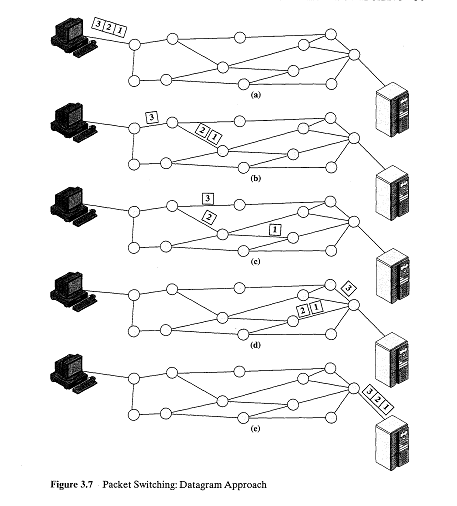 3 2 1
(a)
3
2 1
(b)
3
2
1
(c)
3
2 1
(d)
3 2 1
(e)
Figure 3.7 Packet Switching: Datagram Approach